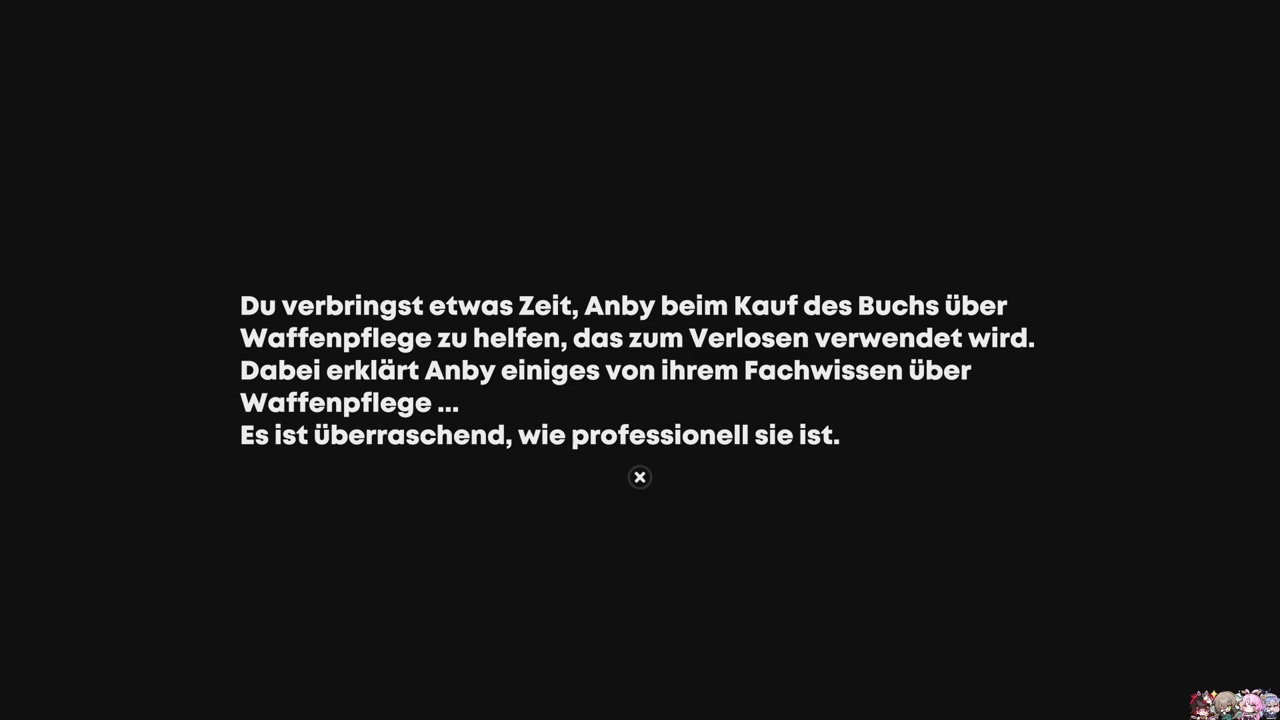 Du verbringst etwas Zeit, Anby beim Kauf des Buchs über
Waffenpflege zu helfen, das zum Verlosen verwendet wird.
Dabei erklärt Anby einiges von ihrem Fachwissen über
Waffenpflege ...
Es ist überraschend, wie professionell sie ist.